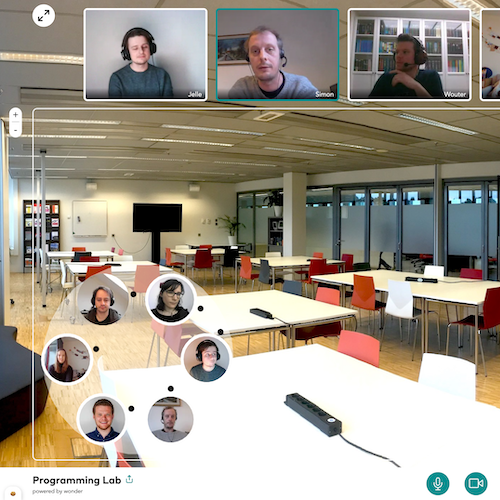 Jelle
Simon
Wouter
+
-
Programming Lab
powered by wonder